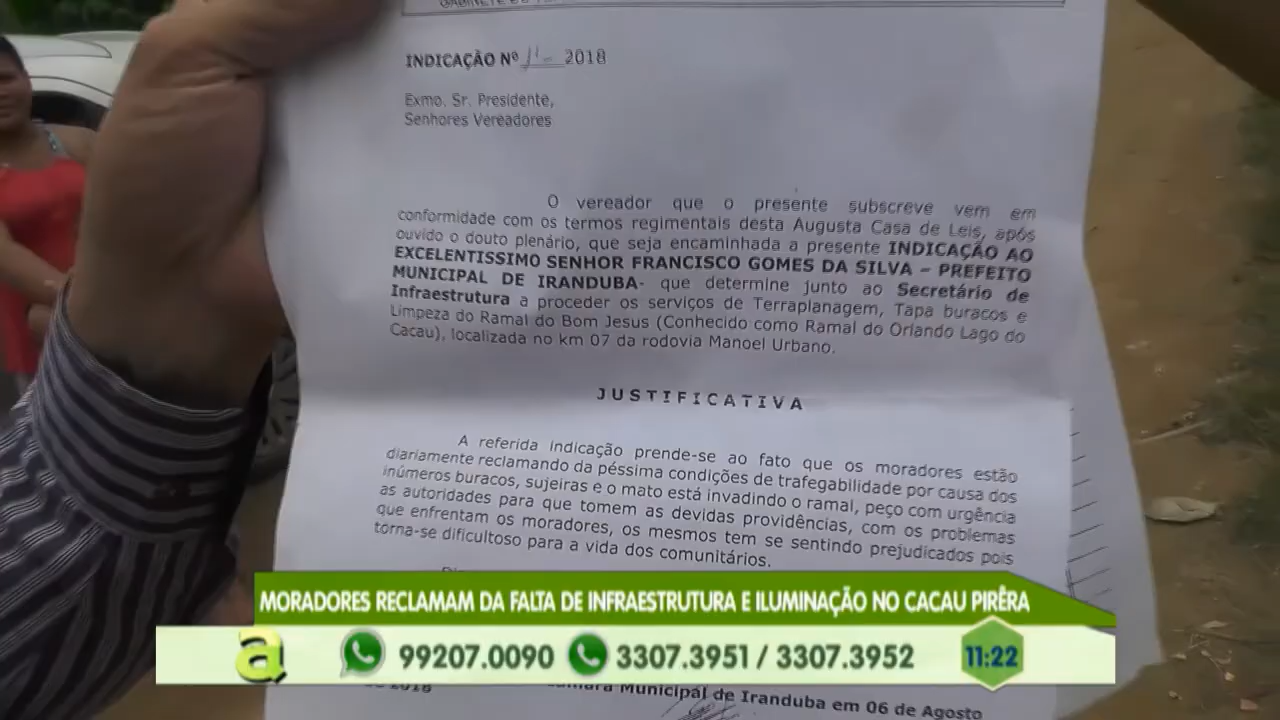 INDICAÇÃO Nº 11- 2018
Exmo. Sr. Presidente,
Senhores Vereadores
O vereador que o presente subscreve vem em
conformidade com os termos regimentais desta Augusta Casa de Leis, após
ouvido o douto plenário, que seja encaminhada a presente INDICAÇÃO AO
EXCELENTISSIMO SENHOR FRANCISCO GOMES DA SILVA – PREFEITO
MUNICIPAL DE IRANDUBA- que determine junto ao Secretário de
Infraestrutura a proceder os serviços de Terraplanagem, Tapa buracos e
Limpeza do Ramal do Bom Jesus (Conhecido como Ramal do Orlando Lago do
Cacau), localizada no km 07 da rodovia Manoel Urbano.
JUSTIFICATIVA
A referida indicação prende-se ao fato que os moradores estão
diariamente reclamando da péssima condições de trafegabilidade por causa dos
inúmeros buracos, sujeiras e o mato está invadindo o ramal, peço com urgência
as autoridades para que tomem as devidas providências, com os problemas
que enfrentam os moradores, os mesmos tem se sentindo prejudicados pois
torna-se dificultoso para a vida dos comunitários.
MORADORES RECLAMAM DA FALTA DE INFRAESTRUTURA E ILUMINAÇÃO NO CACAU PIRÊRA
a 99207.0090 3307.3951 / 3307.3952 11:22
Municipal de Iranduba em 06 de Agosto
2018